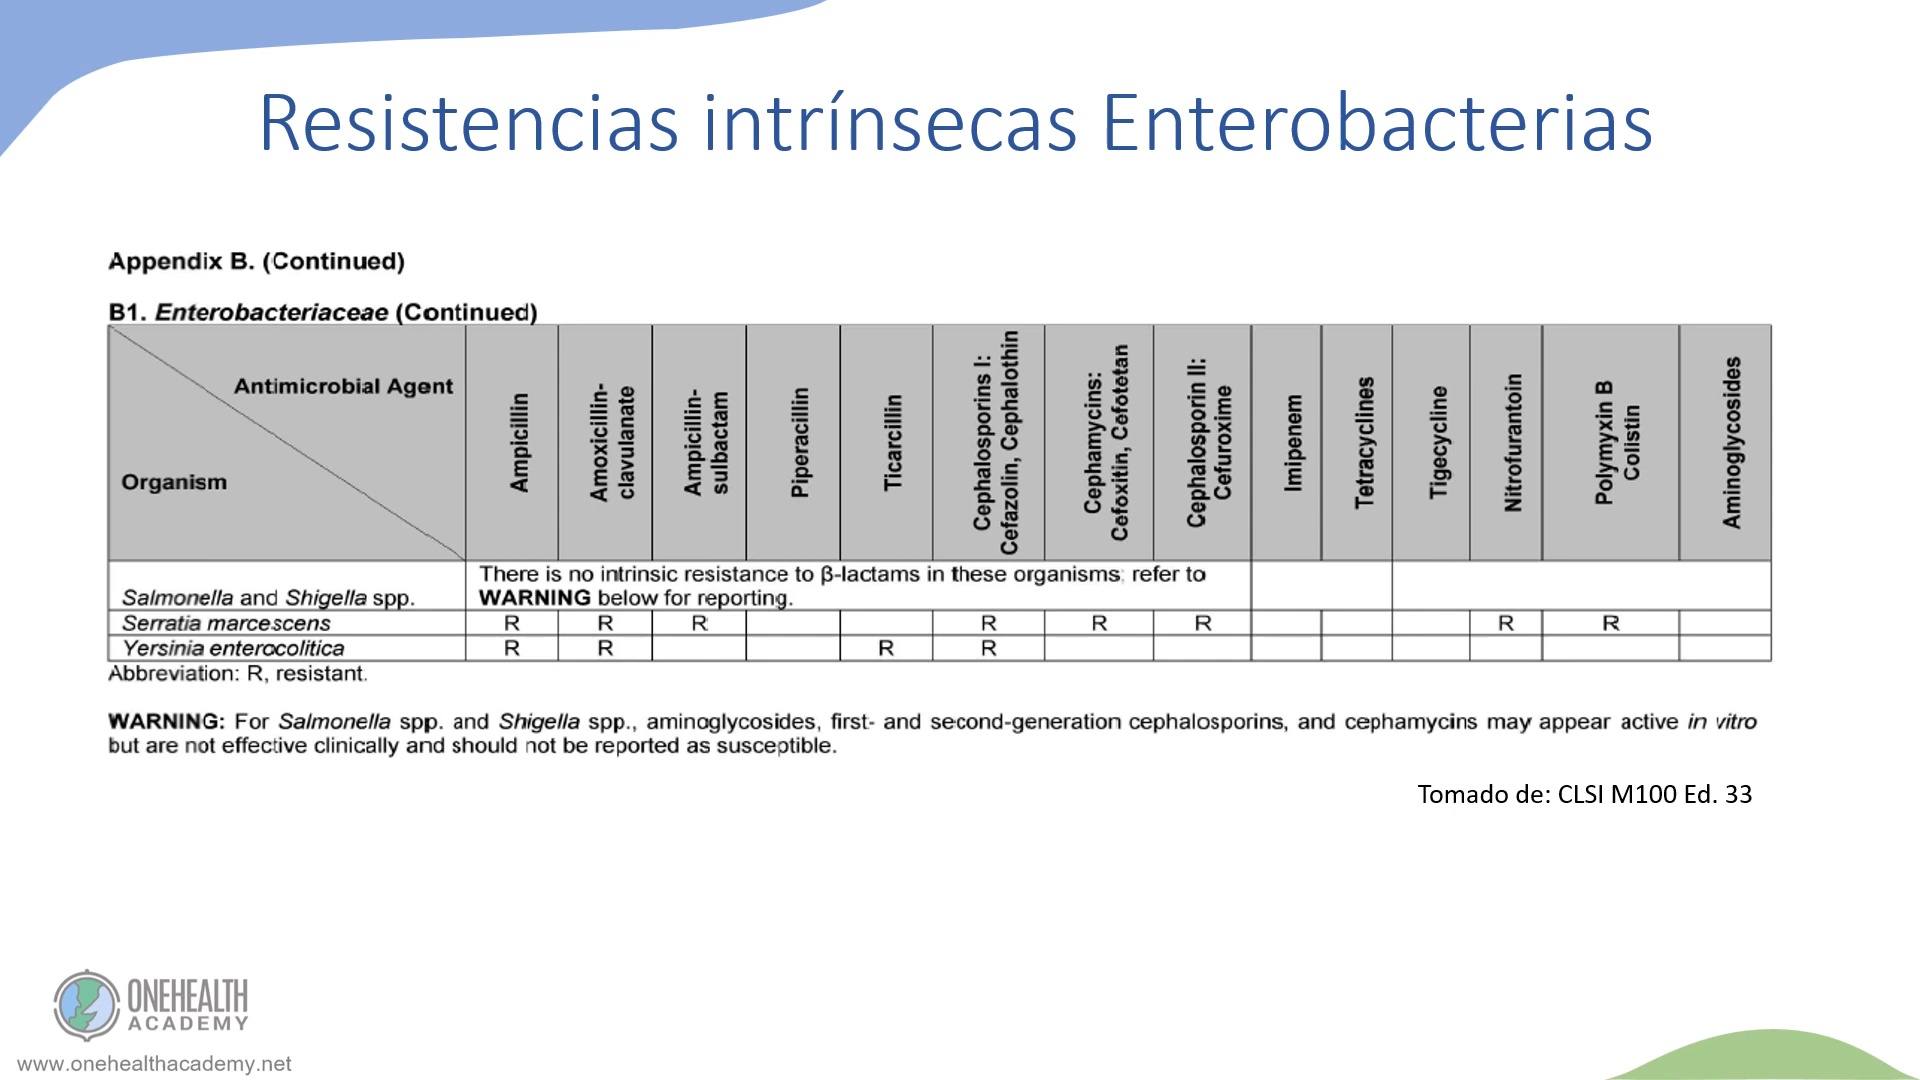 Resistencias intrínsecas Enterobacterias
Appendix B. (Continued)
B1. Enterobacteriaceae (Continued)
Antimicrobial Agent
Organism
Ampicillin
Amoxicillin-
clavulanate
Ampicillin-
sulbactam
Piperacillin
Ticarcillin
Cephalosporins I:
Cefazolin, Cephalothin
Cephamycins:
Cefoxitin, Cefotetan
Cephalosporin II:
Cefuroxime
Imipenem
Tetracyclines
Tigecycline
Nitrofurantoin
Polymyxin B
Colistin
Aminoglycosides
There is no intrinsic resistance to β-lactams in these organisms; refer to
Salmonella and Shigella spp. WARNING below for reporting.
Serratia marcescens R R R R R R R R
Yersinia enterocolitica R R R R
Abbreviation: R, resistant.
WARNING: For Salmonella spp. and Shigella spp., aminoglycosides, first- and second-generation cephalosporins, and cephamycins may appear active in vitro
but are not effective clinically and should not be reported as susceptible.
Tomado de: CLSI M100 Ed. 33
ONEHEALTH
ACADEMY
www.onehealthacademy.net